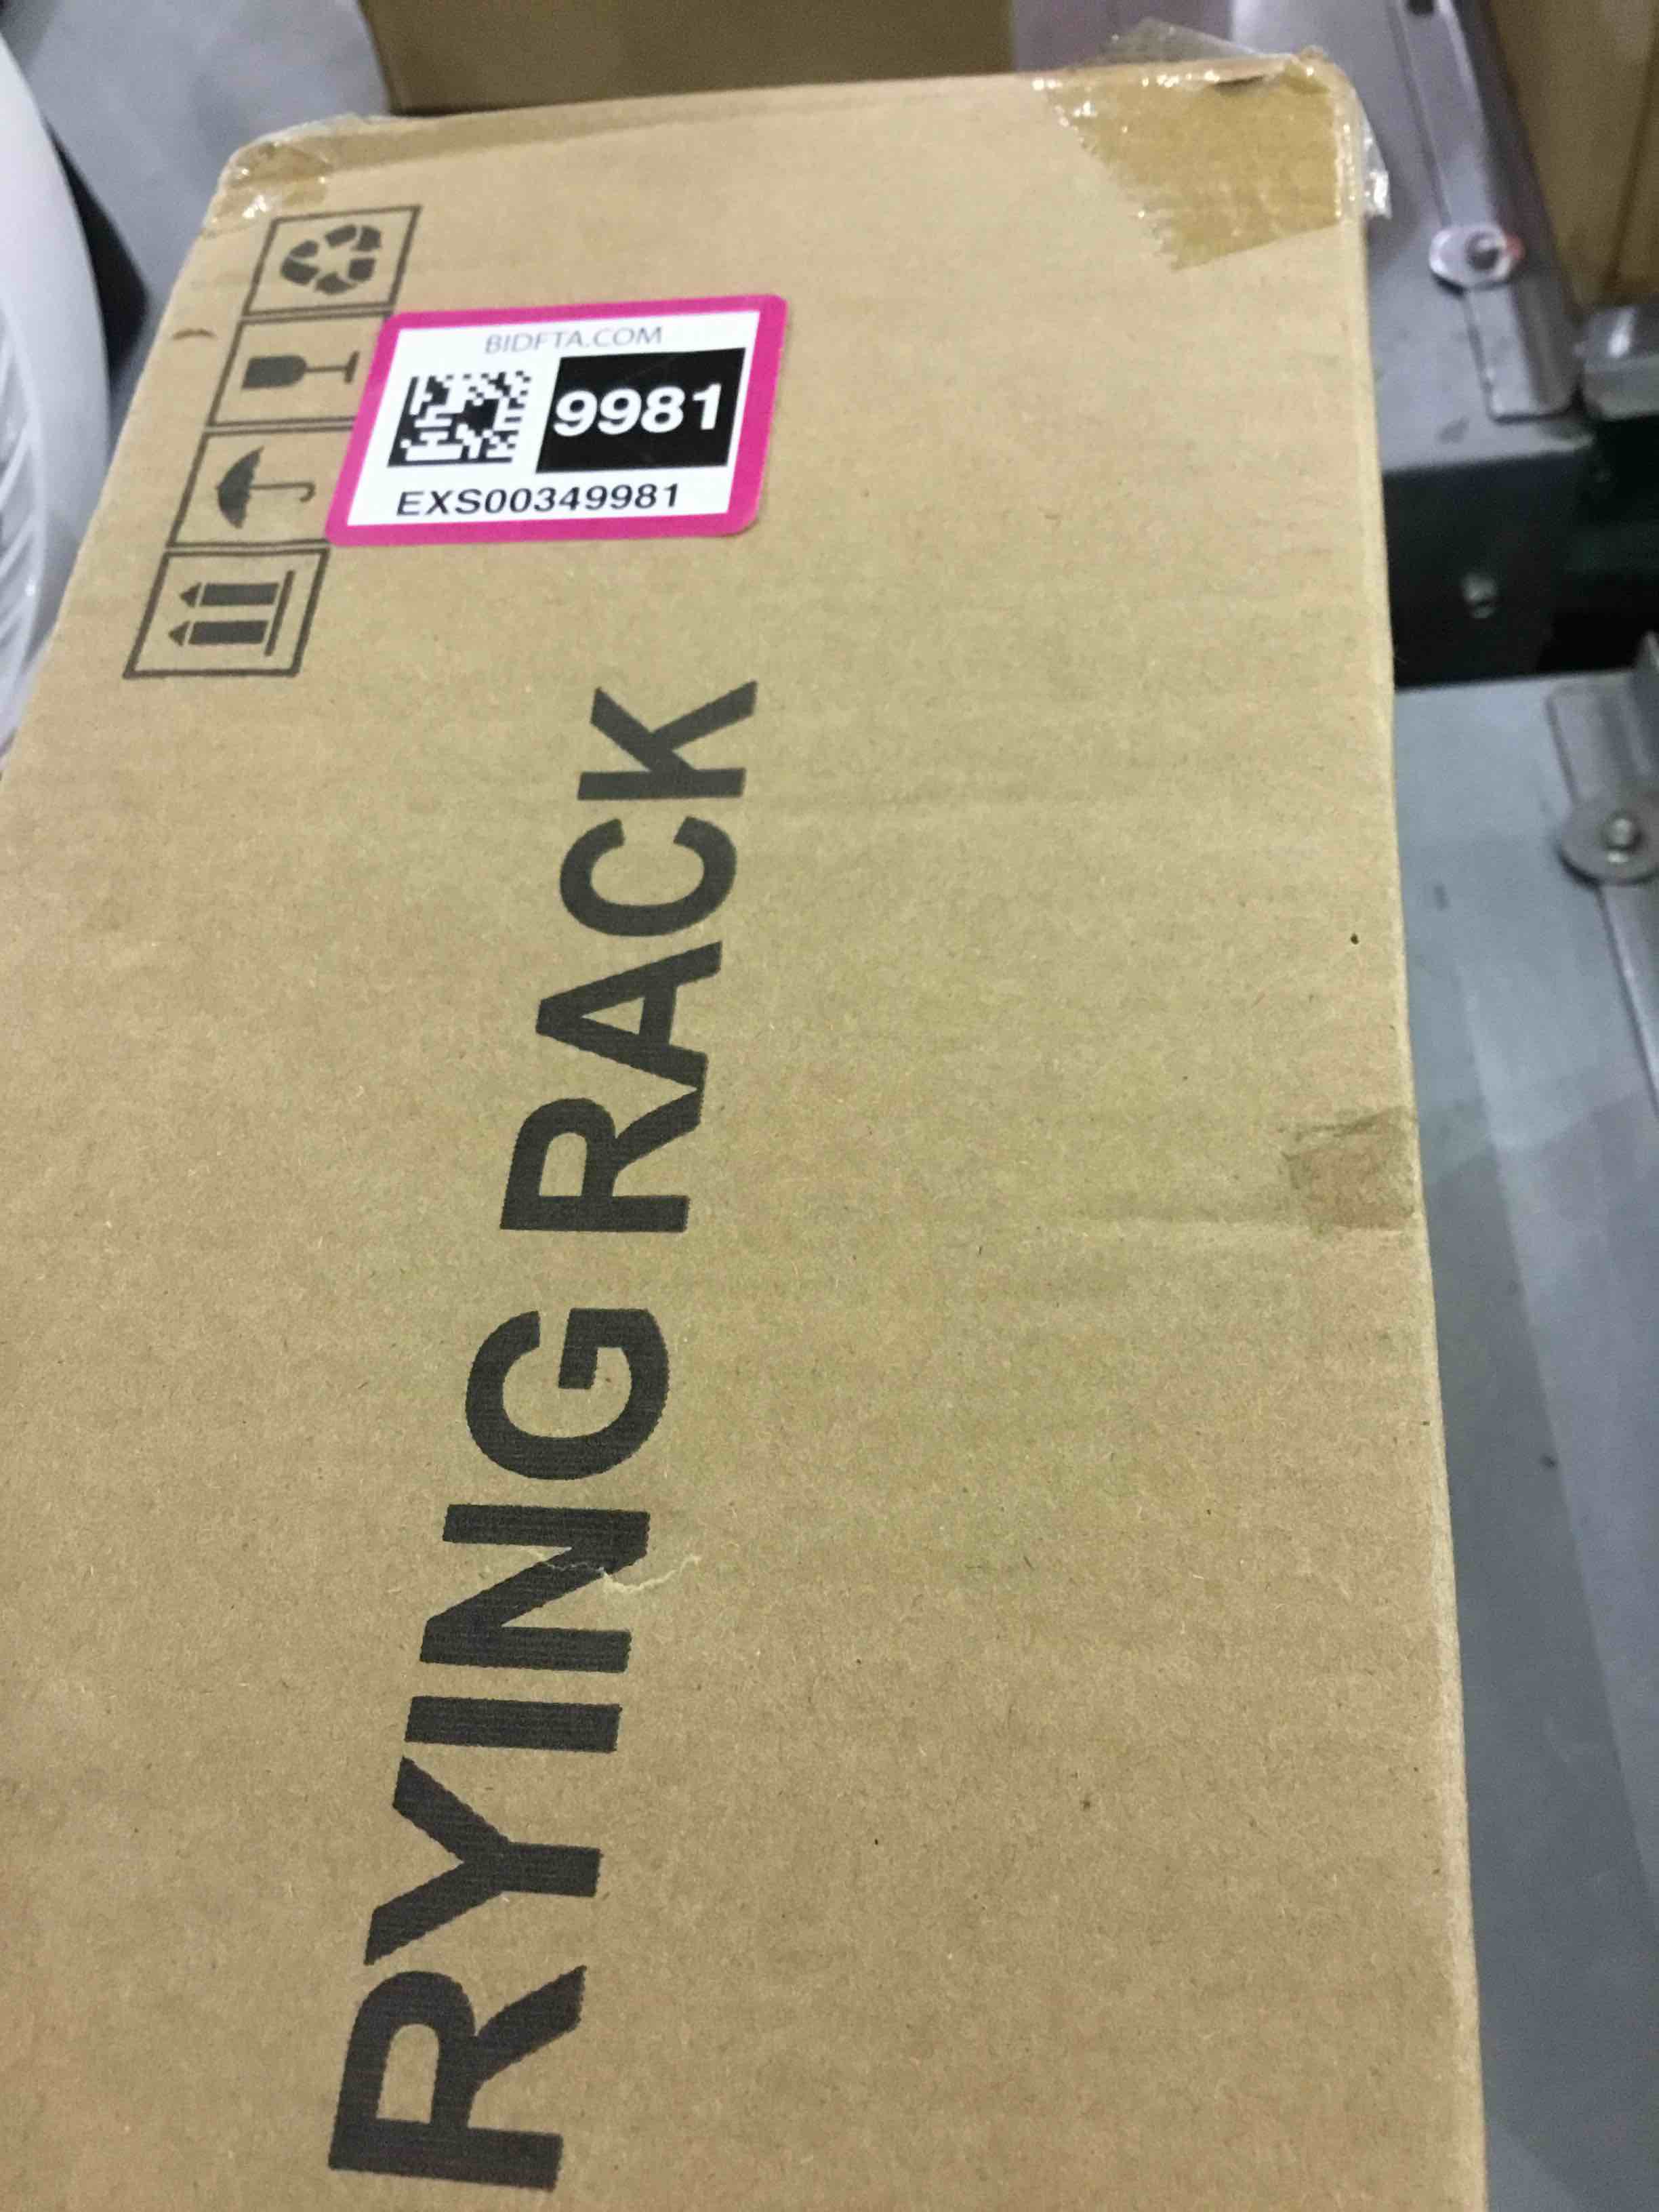 BIDFTA.COM
9981
EXS00349981
RYING RACK